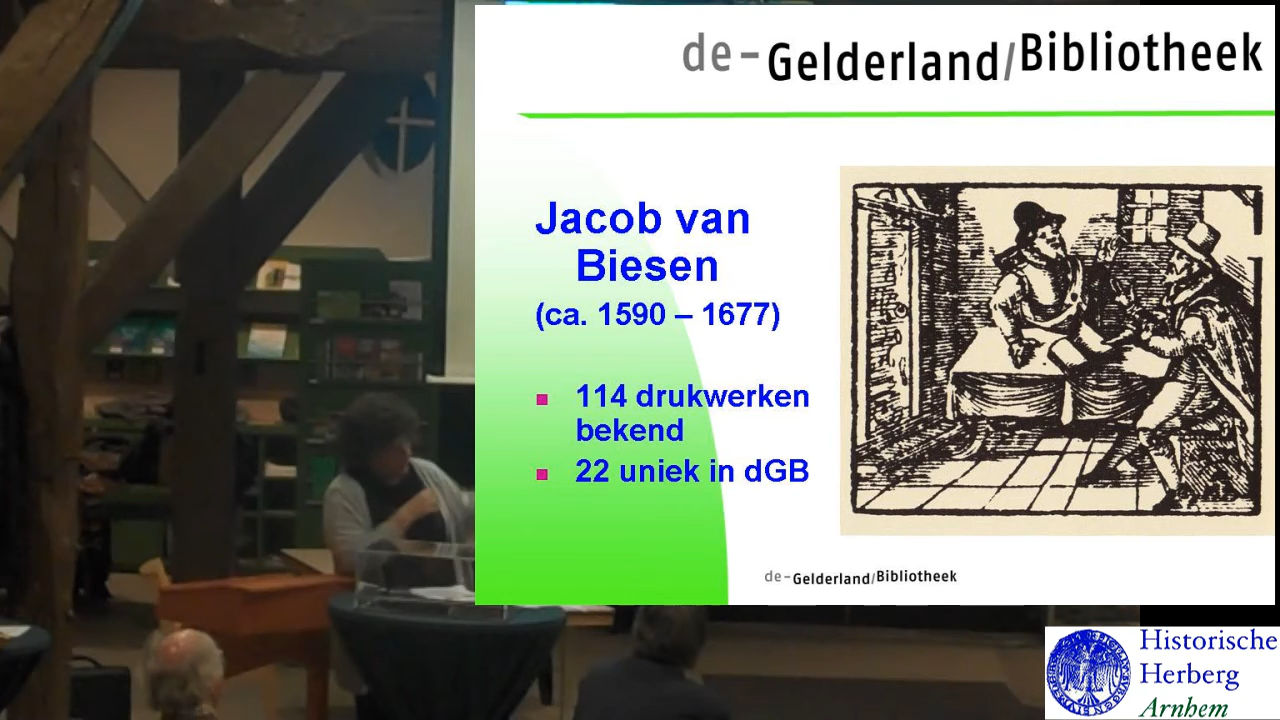 de-Gelderland/Bibliotheek
Jacob van
Biesen
(ca. 1590 – 1677)
114 drukwerken
bekend
22 uniek in dGB
de-Gelderland/Bibliotheek
Historische
Herberg
Arnhem